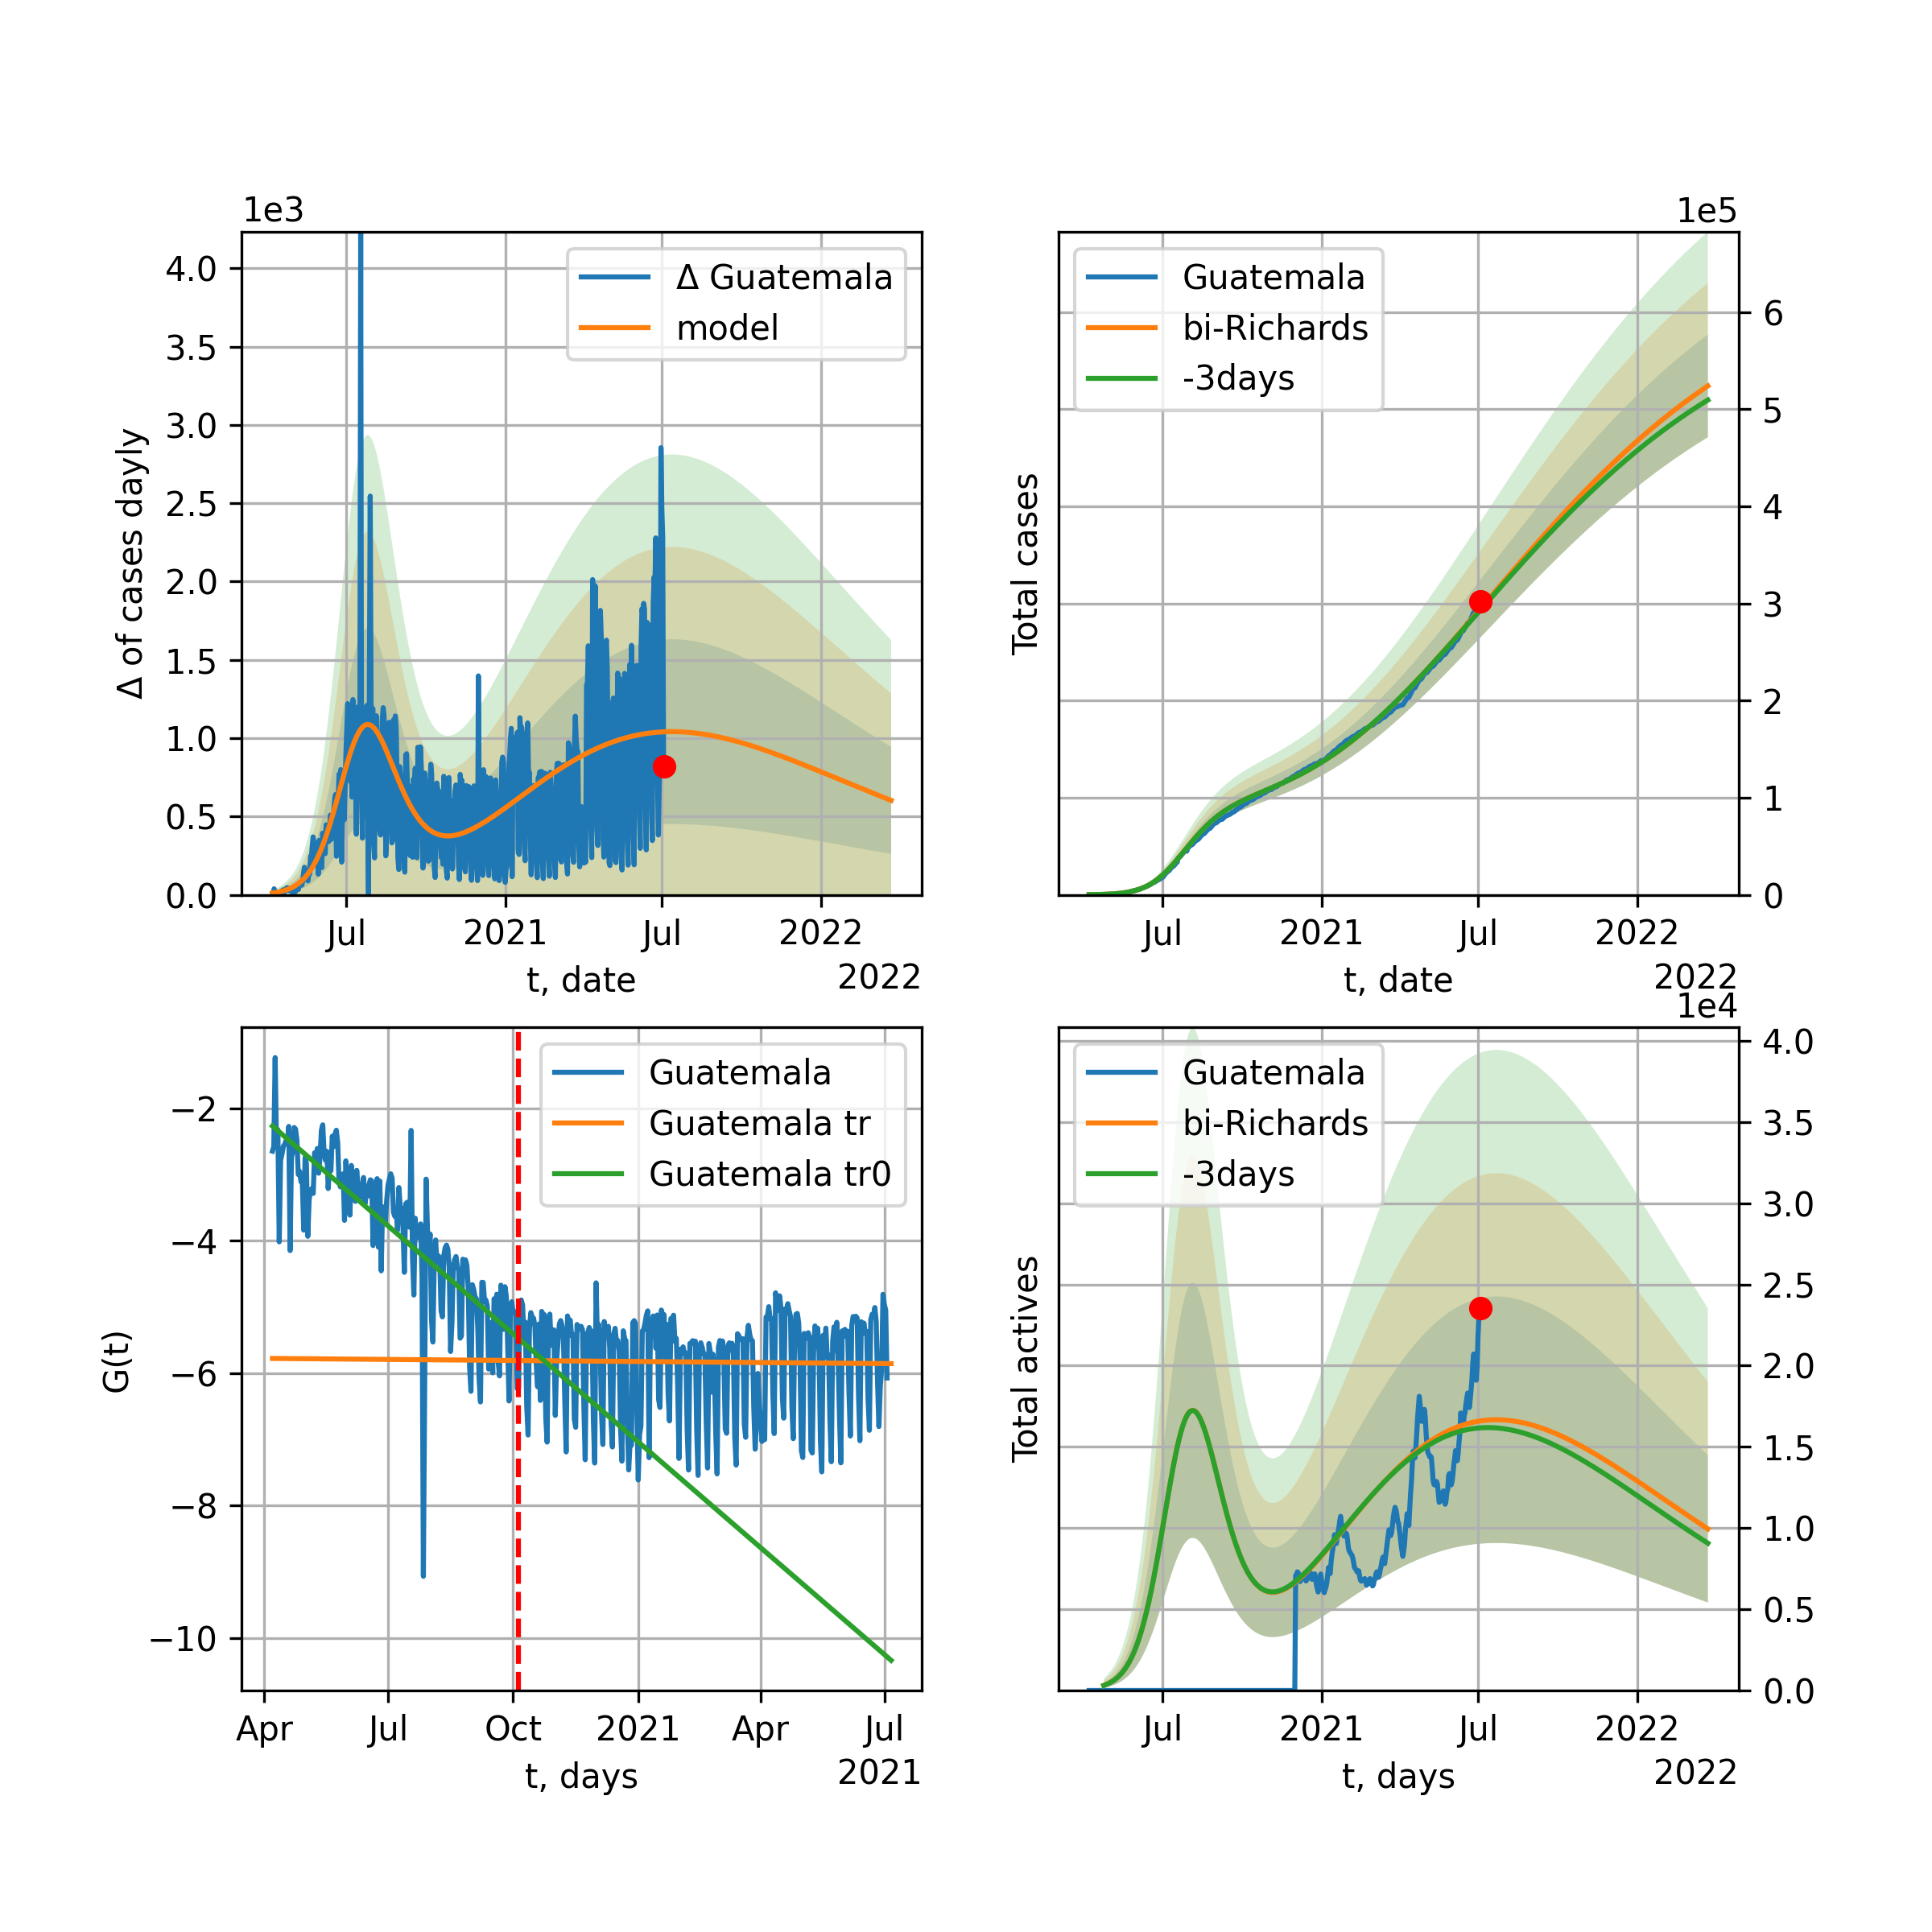 1e3
4.0
3.5
3.0
2.5
2.0
1.5
1.0
0.5
0.0
Δ of cases dayly
Δ Guatemala
model
Jul
2021
Jul
2022
t, date
2022
1e5
Guatemala
bi-Richards
-3days
Total cases
6
5
4
3
2
1
0
Jul
2021
Jul
2022
t, date
2022
−2
−4
−6
−8
−10
G(t)
Guatemala
Guatemala tr
Guatemala tr0
Apr
Jul
Oct
2021
Apr
Jul
t, days
2021
1e4
Guatemala
bi-Richards
-3days
Total actives
4.0
3.5
3.0
2.5
2.0
1.5
1.0
0.5
0.0
Jul
2021
Jul
2022
t, days
2022